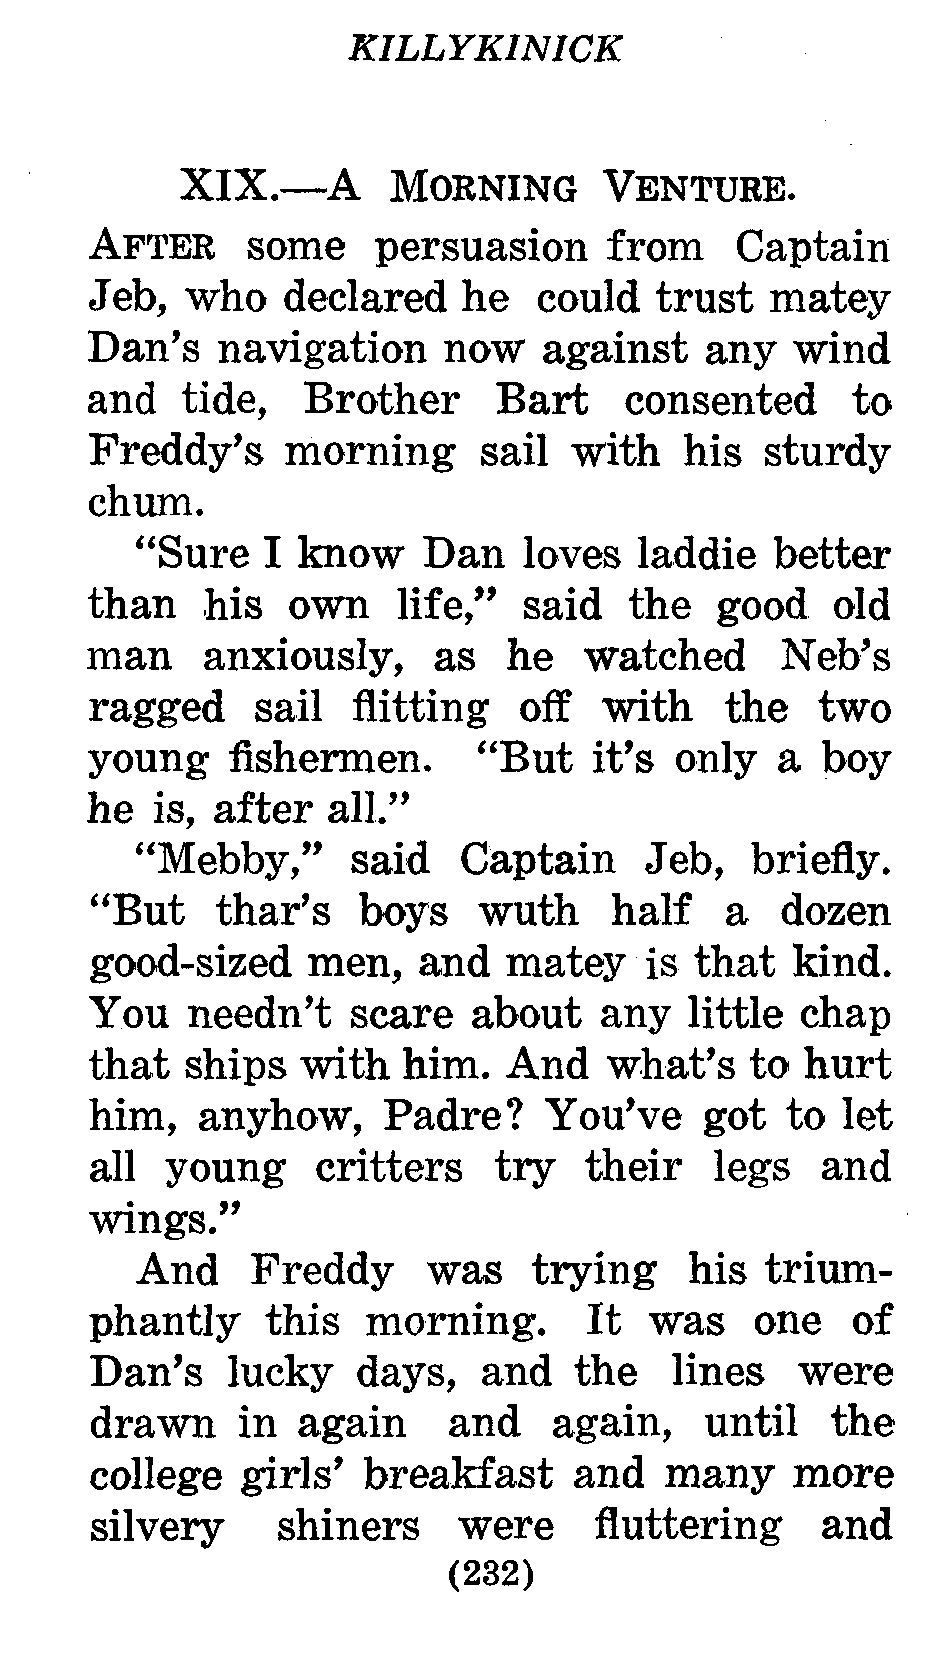 KILLYKINICK
XIX.—A MORNING VENTURE.
AFTER some persuasion from Captain
Jeb, who declared he could trust matey
Dan's navigation now against any wind
and tide, Brother Bart consented to
Freddy's morning sail with his sturdy
chum.
"Sure I know Dan loves laddie better
than his own life," said the good old
man anxiously, as he watched Neb's
ragged sail flitting off with the two
young fishermen. "But it's only a boy
he is, after all."
"Mebby," said Captain Jeb, briefly.
"But thar's boys wuth half a dozen
good-sized men, and matey is that kind.
You needn't scare about any little chap
that ships with him. And what's to hurt
him, anyhow, Padre? You've got to let
all young critters try their legs and
wings."
And Freddy was trying his trium-
phantly this morning. It was one of
Dan's lucky days, and the lines were
drawn in again and again, until the
college girls' breakfast and many more
silvery shiners were fluttering and
(232)